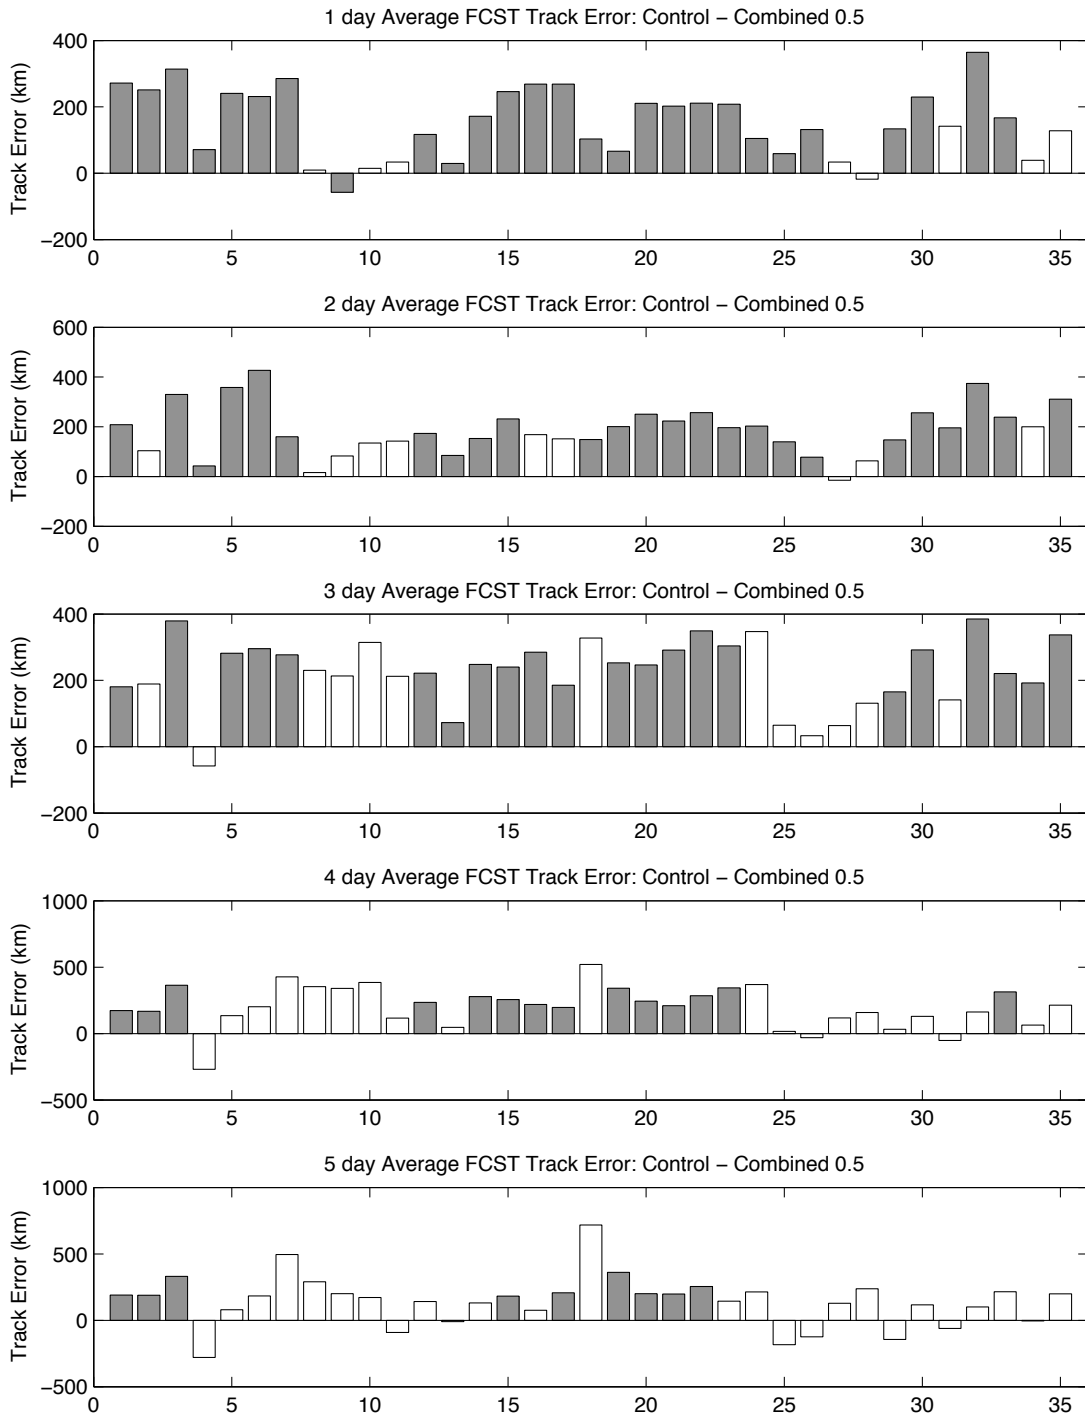 1 day Average FCST Track Error: Control − Combined 0.5
400
200
0
−200
Track Error (km)
0 5 10 15 20 25 30 35
2 day Average FCST Track Error: Control − Combined 0.5
600
400
200
0
−200
Track Error (km)
0 5 10 15 20 25 30 35
3 day Average FCST Track Error: Control − Combined 0.5
400
200
0
−200
Track Error (km)
0 5 10 15 20 25 30 35
4 day Average FCST Track Error: Control − Combined 0.5
1000
500
0
−500
Track Error (km)
0 5 10 15 20 25 30 35
5 day Average FCST Track Error: Control − Combined 0.5
1000
500
0
−500
Track Error (km)
0 5 10 15 20 25 30 35